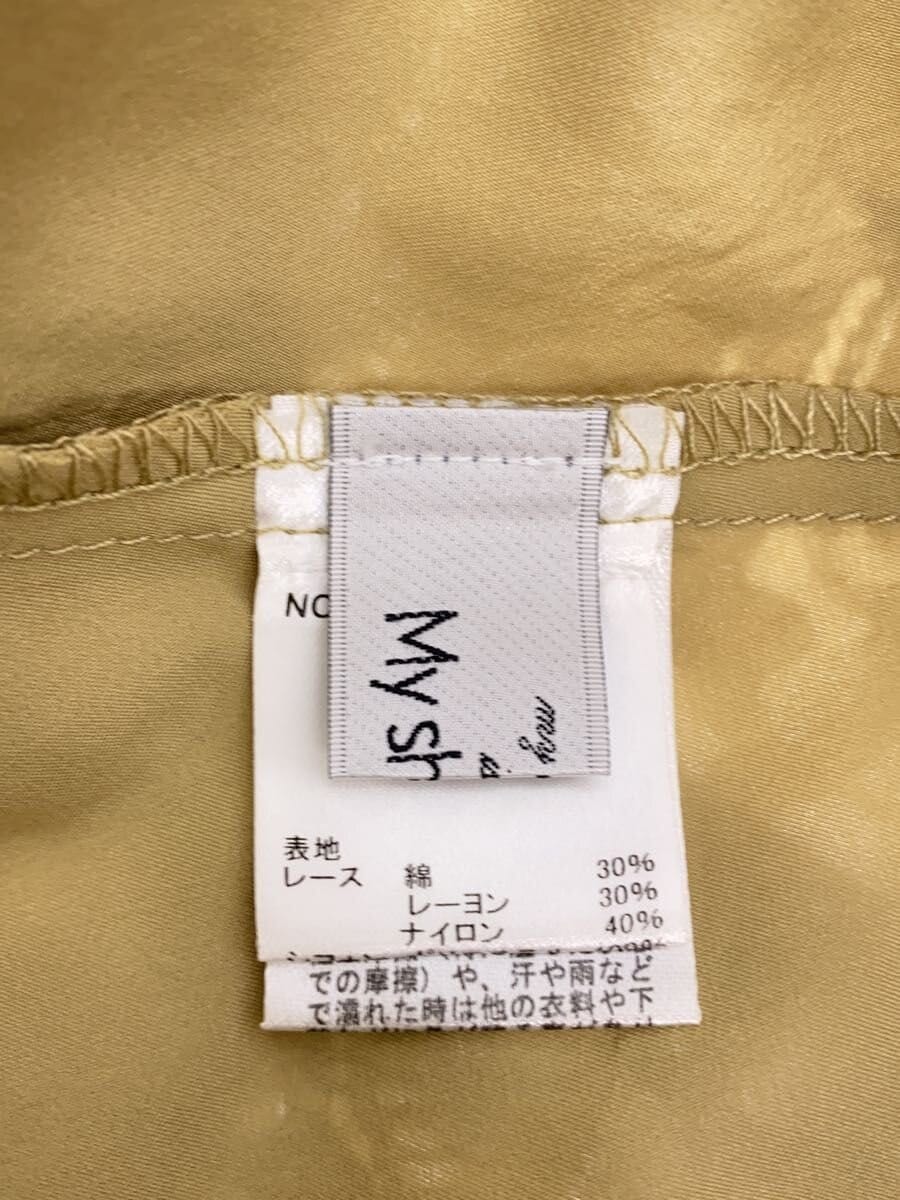 NO
My sh
my
表地
レース 綿 30%
レーヨン 30%
ナイロン 40%
での摩擦）や、汗や雨など
で濡れた時は他の衣料や下